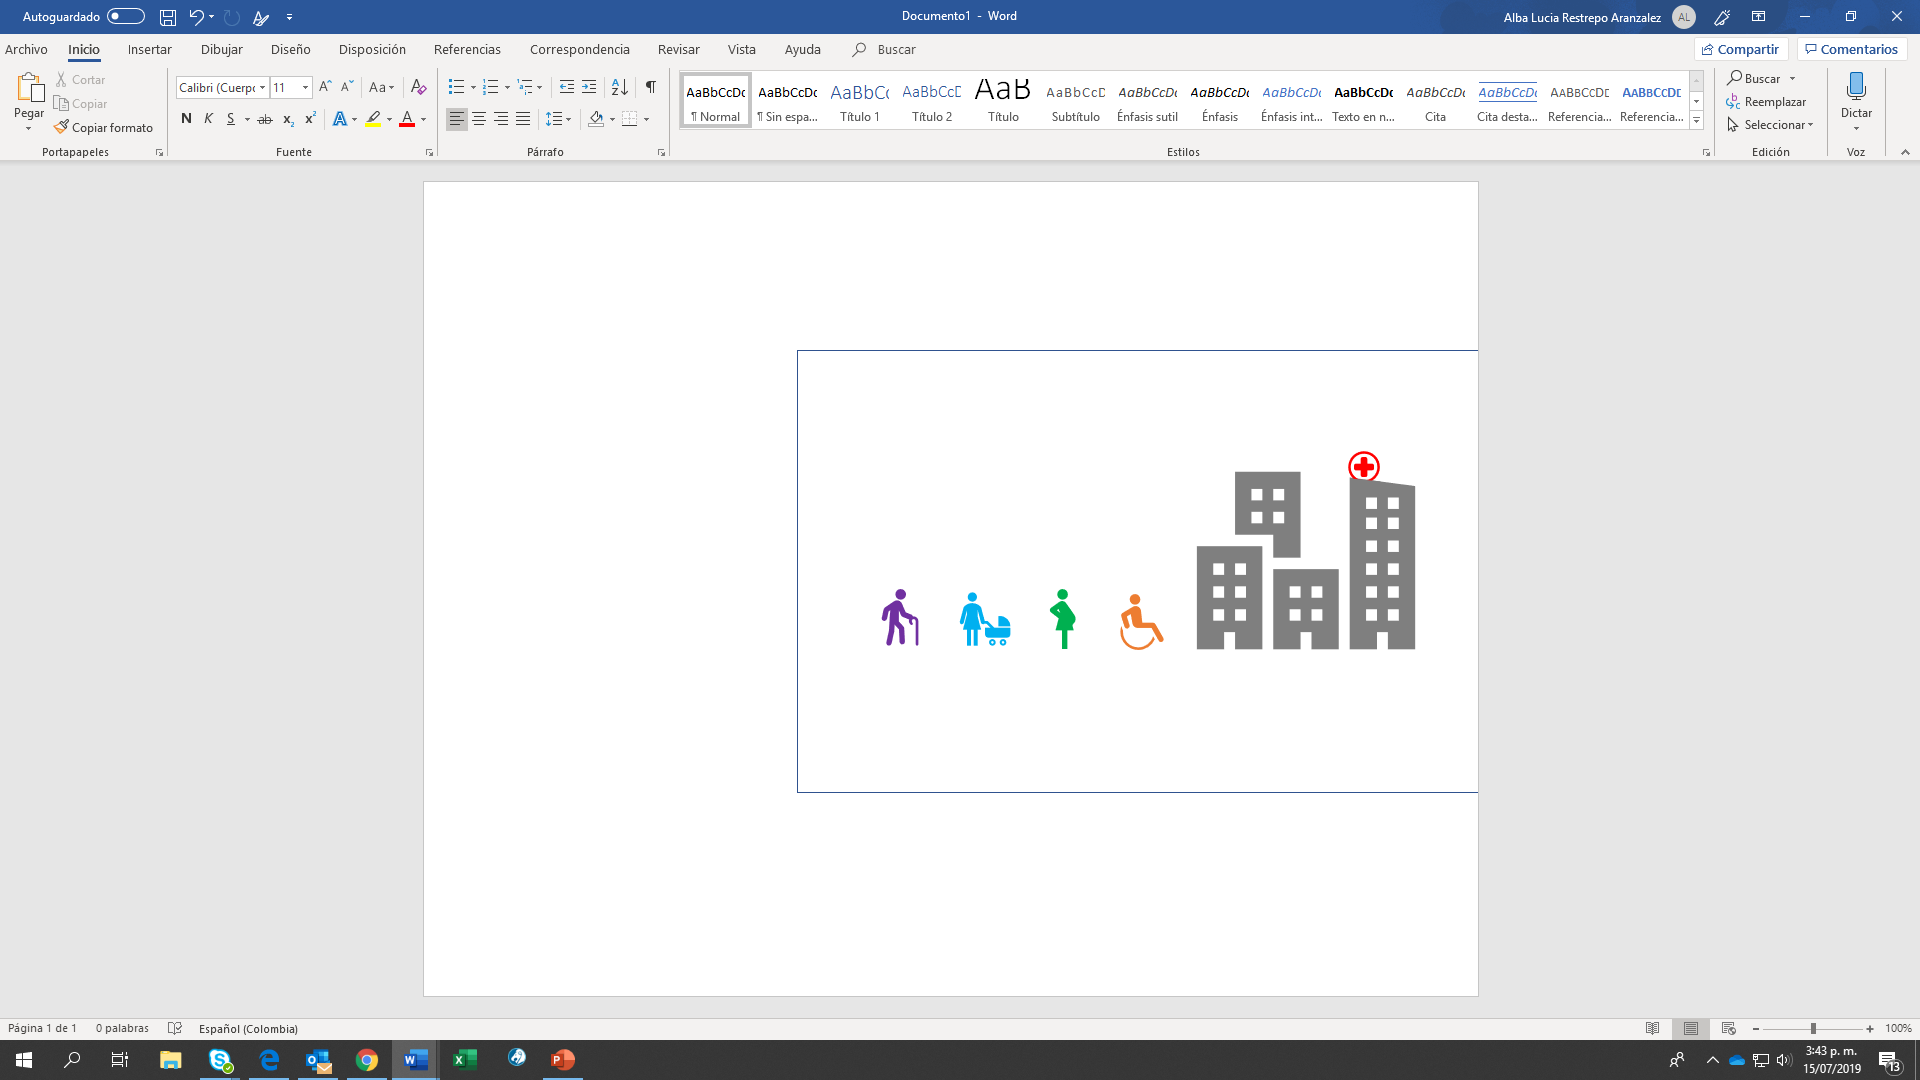 Autoguardado
Documento1 - Word
Alba Lucia Restrepo Aranzalez
AL
Archivo Inicio Insertar Dibujar Diseño Disposición Referencias Correspondencia Revisar Vista Ayuda Buscar
Compartir Comentarios
Pegar
Cortar
Copiar
Copiar formato
Portapapeles
Calibri (Cuerpo 11
Aa
N K S ab x₂ x² A A
Fuente
Párrafo
AaBbCcDc AaBbCcDc AaBbCc AaBbCcD AaB AaBbCcD AaBbCcDc AaBbCcDc AaBbCcDc AaBbCcDc AaBbCcDc AaBbCcDc AABBCCDE AABBCCDE
¶ Normal ¶ Sin espa... Título 1 Título 2 Título Subtítulo Énfasis sutil Énfasis Énfasis int... Texto en n... Cita Cita desta... Referencia... Referencia...
Estilos
Buscar
Reemplazar
Seleccionar
Edición
Dictar
Voz
Página 1 de 1 0 palabras Español (Colombia)
100%
3:43 p. m.
15/07/2019
13